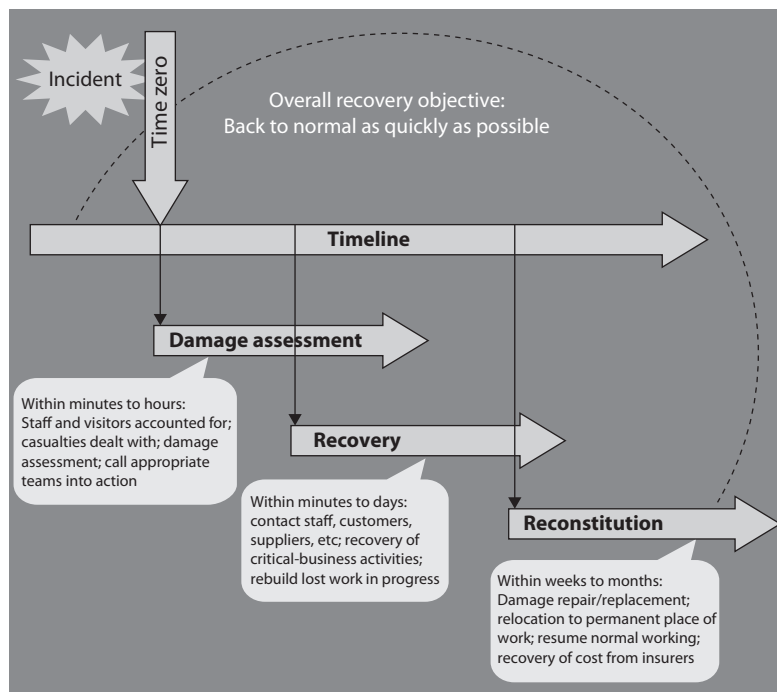 Incident
Time zero
Overall recovery objective:
Back to normal as quickly as possible
Timeline
Damage assessment
Within minutes to hours:
Staff and visitors accounted for;
casualties dealt with; damage
assessment; call appropriate
teams into action
Recovery
Within minutes to days:
contact staff, customers,
suppliers, etc; recovery of
critical-business activities;
rebuild lost work in progress
Reconstitution
Within weeks to months:
Damage repair/replacement;
relocation to permanent place of
work; resume normal working;
recovery of cost from insurers